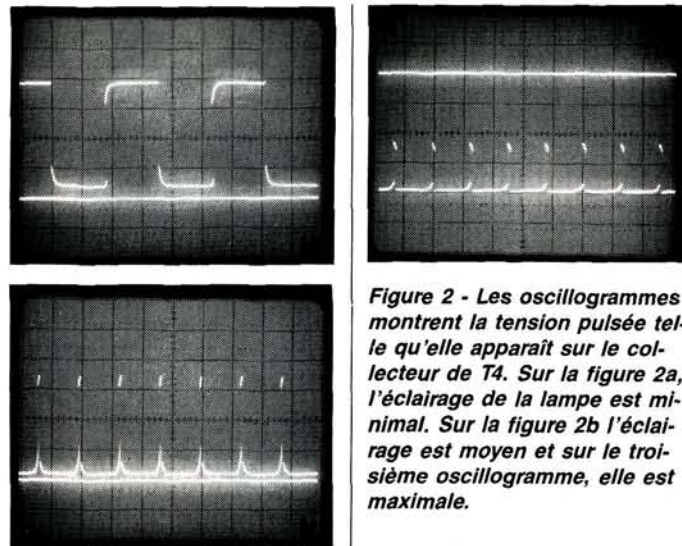 Figure 2 - Les oscillogrammes
montrent la tension pulsée tel-
le qu'elle apparaît sur le col-
lecteur de T4. Sur la figure 2a,
l'éclairage de la lampe est mi-
nimal. Sur la figure 2b l'éclai-
rage est moyen et sur le troi-
sième oscillogramme, elle est
maximale.